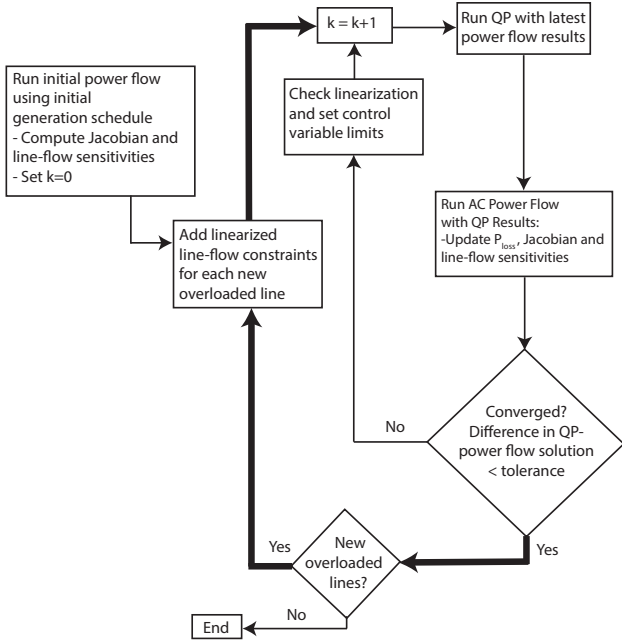 k = k+1
Run QP with latest
power flow results
Run initial power flow
using initial
generation schedule
- Compute Jacobian and
line-flow sensitivities
- Set k=0
Check linearization
and set control
variable limits
Run AC Power Flow
with QP Results:
-Update P_loss, Jacobian and
line-flow sensitivities
Add linearized
line-flow constraints
for each new
overloaded line
Converged?
Difference in QP-
power flow solution
< tolerance
No
Yes
New
overloaded
lines?
Yes
No
End